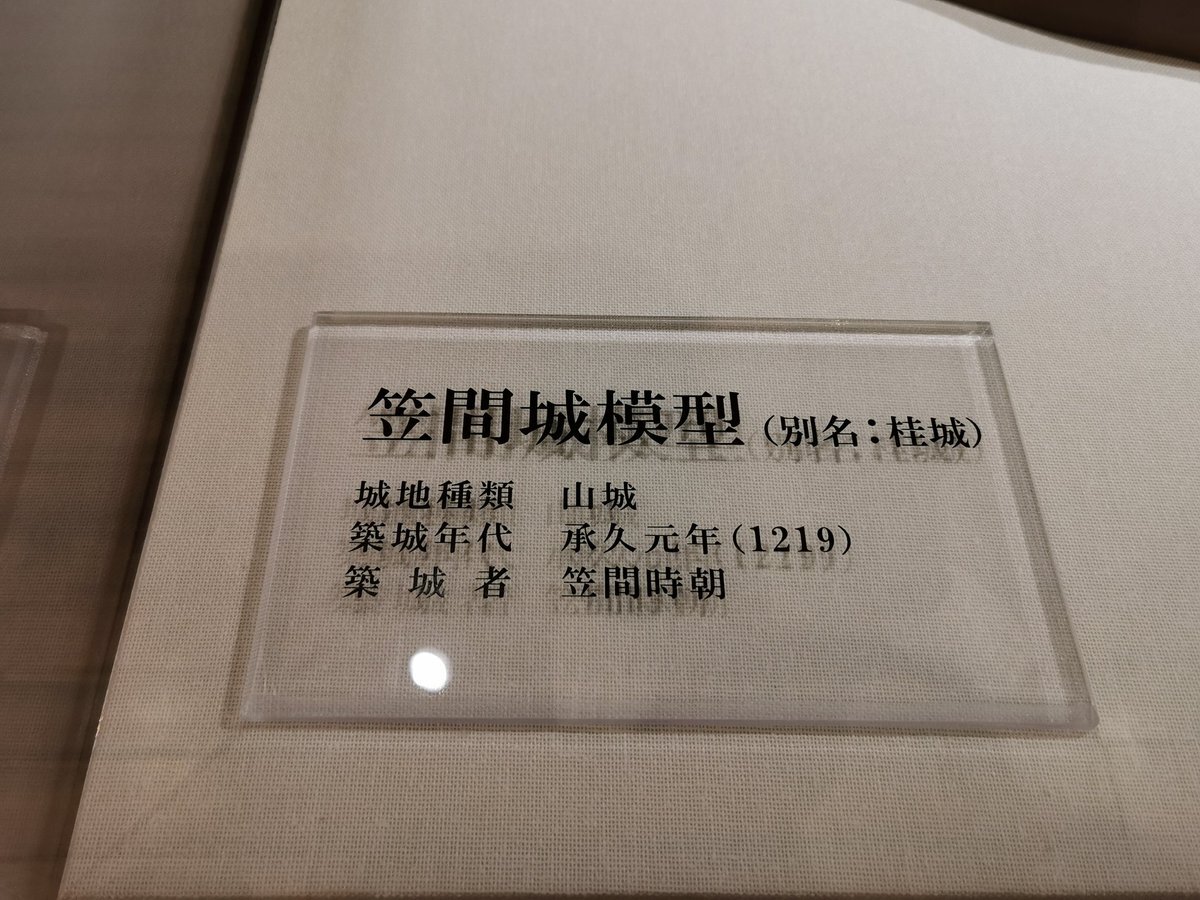 笠間城模型(別名:桂城)
城地種類 山城
築城年代 承久元年(1219)
築城者 笠間時朝